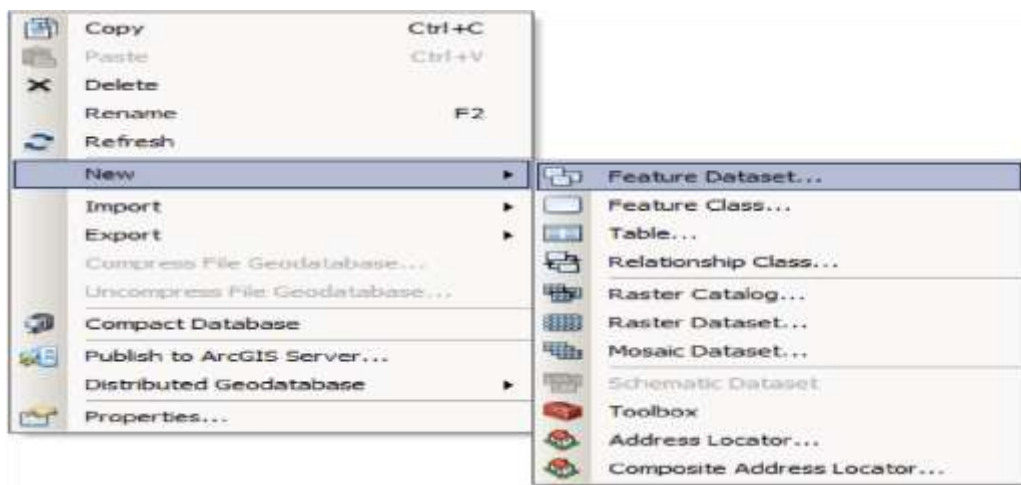 Copy Ctrl+C
Paste Ctrl+V
Delete
Rename F2
Refresh
New
Import
Export
Compress File Geodatabase...
Uncompress File Geodatabase...
Compact Database
Publish to ArcGIS Server...
Distributed Geodatabase
Properties...
Feature Dataset...
Feature Class...
Table...
Relationship Class...
Raster Catalog...
Raster Dataset...
Mosaic Dataset...
Schematic Dataset
Toolbox
Address Locator...
Composite Address Locator...